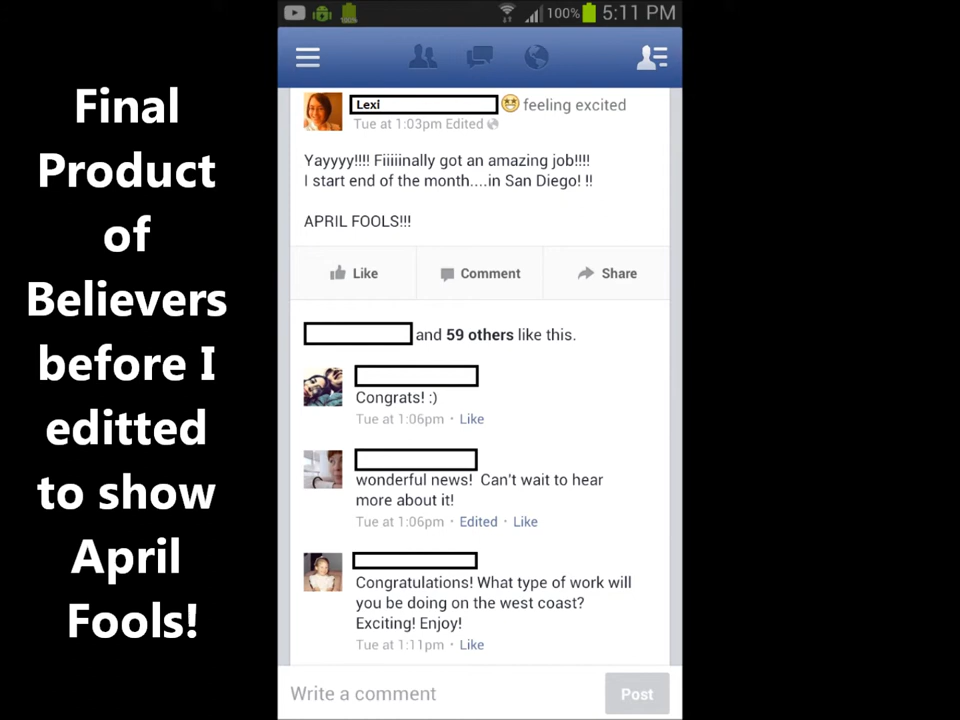 Final
Product
of
Believers
before I
editted
to show
April
Fools!
100%
100% 5:11 PM
Lexi feeling excited
Tue at 1:03pm Edited
Yayyyy!!!! Fiiiiinally got an amazing job!!!!
I start end of the month....in San Diego! !!
APRIL FOOLS!!!
Like Comment Share
and 59 others like this.
Congrats! :)
Tue at 1:06pm · Like
wonderful news!  Can't wait to hear
more about it!
Tue at 1:06pm · Edited · Like
Congratulations! What type of work will
you be doing on the west coast?
Exciting! Enjoy!
Tue at 1:11pm · Like
Write a comment Post